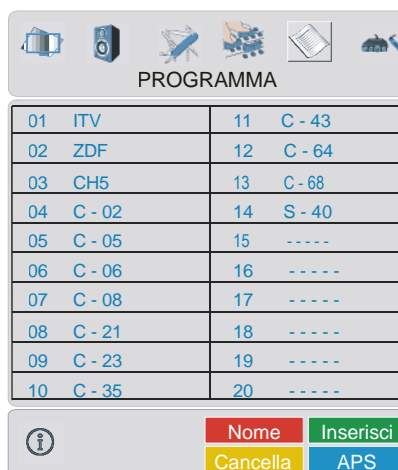 PROGRAMMA
01 ITV 11 C - 43
02 ZDF 12 C - 64
03 CH5 13 C - 68
04 C - 02 14 S - 40
05 C - 05 15 - - - - -
06 C - 06 16 - - - - -
07 C - 08 17 - - - - -
08 C - 21 18 - - - - -
09 C - 23 19 - - - - -
10 C - 35 20 - - - - -
i Nome Inserisci
Cancella APS